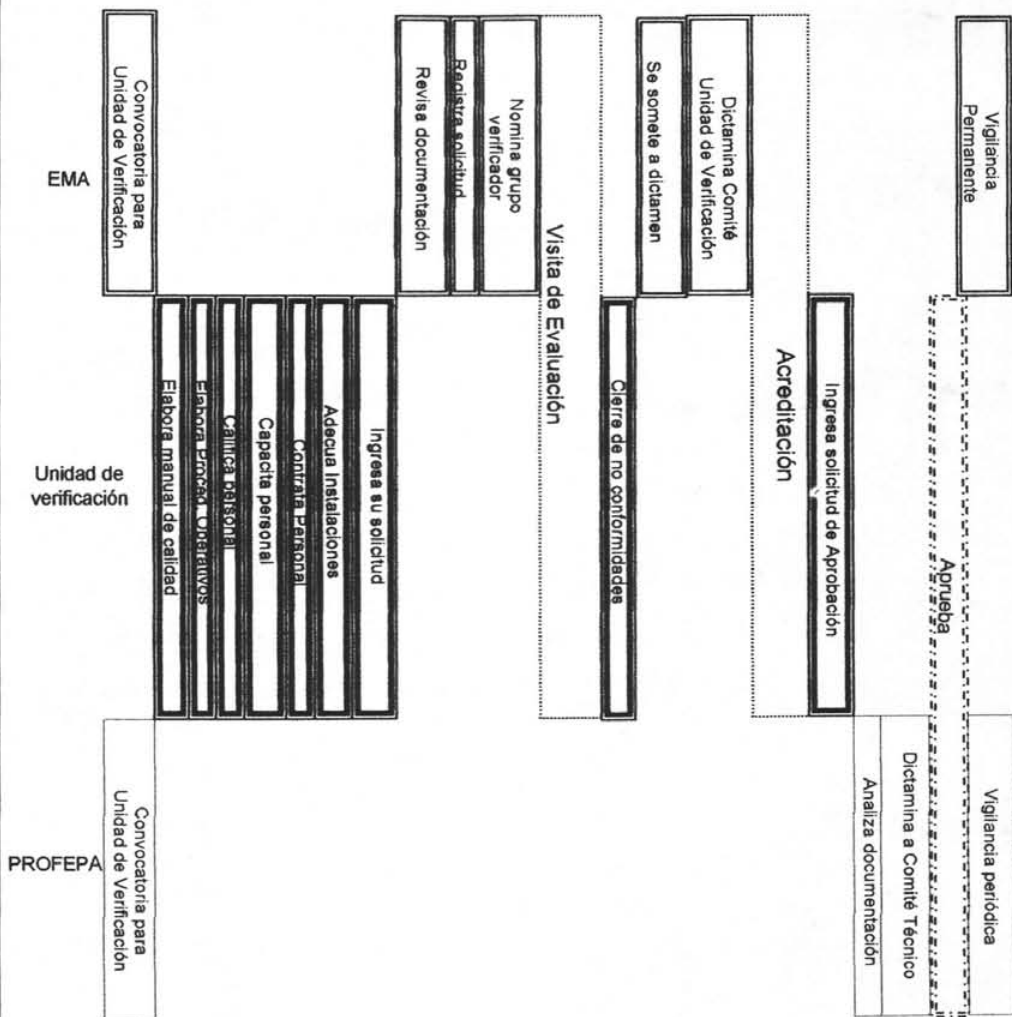 EMA
Convocatoria para
Unidad de Verificación
Revisa documentación
Registra solicitud
Nomina grupo
verificador
Visita de Evaluación
Se somete a dictamen
Dictamina Comité
Unidad de Verificación
Acreditación
Vigilancia
Permanente
Unidad de
verificación
Elabora manual de calidad
Elabora Proced. Operativos
Califica personal
Capacita personal
Contrata Personal
Adecua Instalaciones
Ingresa su solicitud
Cierre de no conformidades
Ingresa solicitud de Aprobación
Aprueba
PROFEPA
Convocatoria para
Unidad de Verificación
Analiza documentación
Dictamina a Comité Técnico
Vigilancia periódica